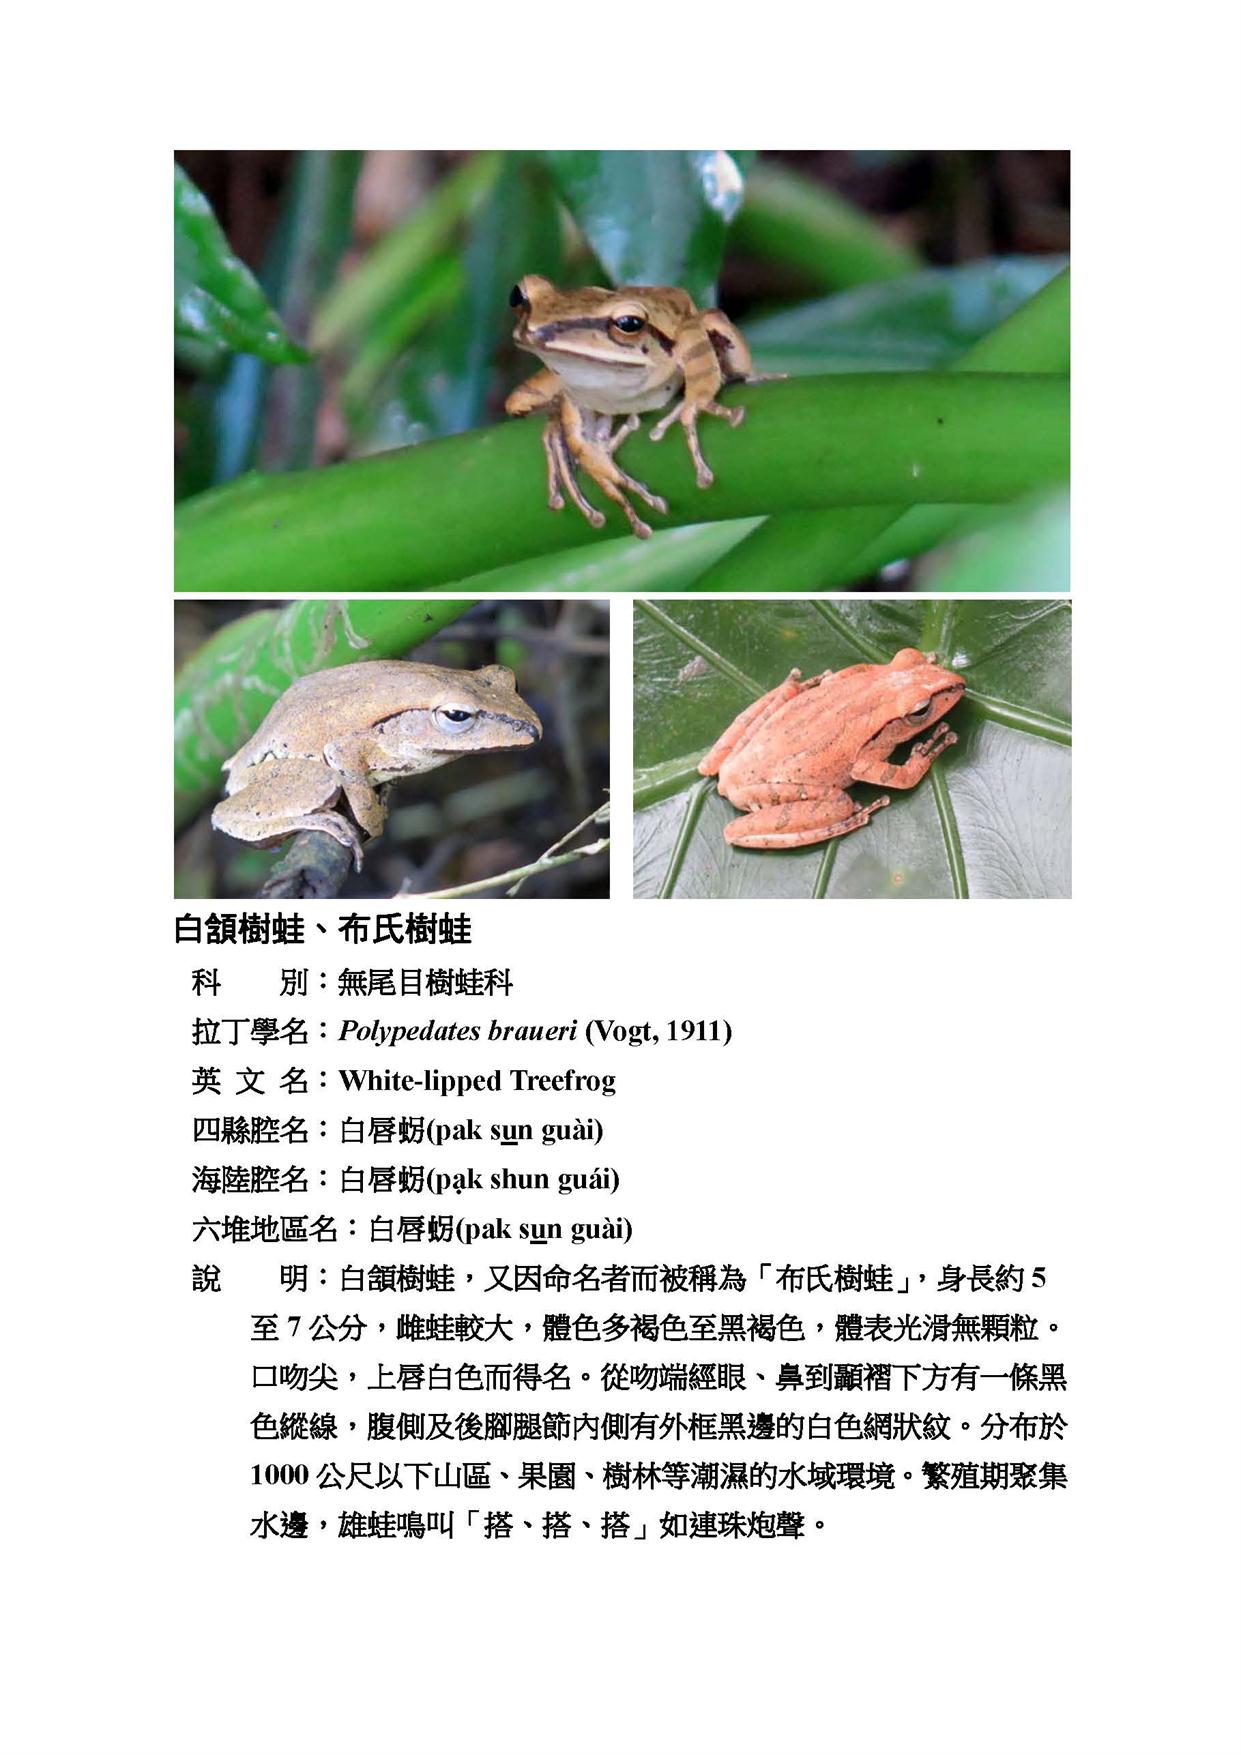 白頷樹蛙、布氏樹蛙
科　　別：無尾目樹蛙科
拉丁學名：Polypedates braueri (Vogt, 1911)
英 文 名：White-lipped Treefrog
四縣腔名：白唇蜴(pak sun guài)
海陸腔名：白唇蜴(pa̠k shun guái)
六堆地區名：白唇蜴(pak sun guài)
說　　明：白頷樹蛙，又因命名者而被稱為「布氏樹蛙」，身長約 5
至 7 公分，雌蛙較大，體色多褐色至黑褐色，體表光滑無顆粒。
口吻尖，上唇白色而得名。從吻端經眼、鼻到顳褶下方有一條黑
色縱線，腹側及後腳腿節內側有外框黑邊的白色網狀紋。分布於
1000 公尺以下山區、果園、樹林等潮濕的水域環境。繁殖期聚集
水邊，雄蛙鳴叫「搭、搭、搭」如連珠炮聲。